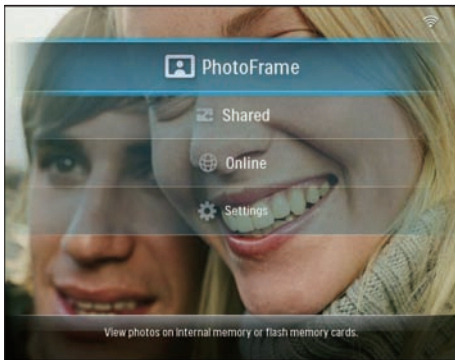 PhotoFrame
Shared
Online
Settings
View photos on internal memory or flash memory cards.